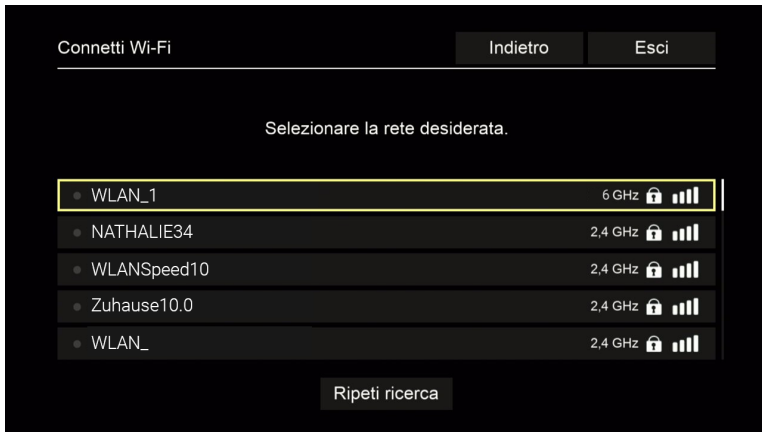 Connetti Wi-Fi Indietro Esci
Selezionare la rete desiderata.
WLAN_1 6 GHz
NATHALIE34 2,4 GHz
WLANSpeed10 2,4 GHz
Zuhause10.0 2,4 GHz
WLAN_ 2,4 GHz
Ripeti ricerca